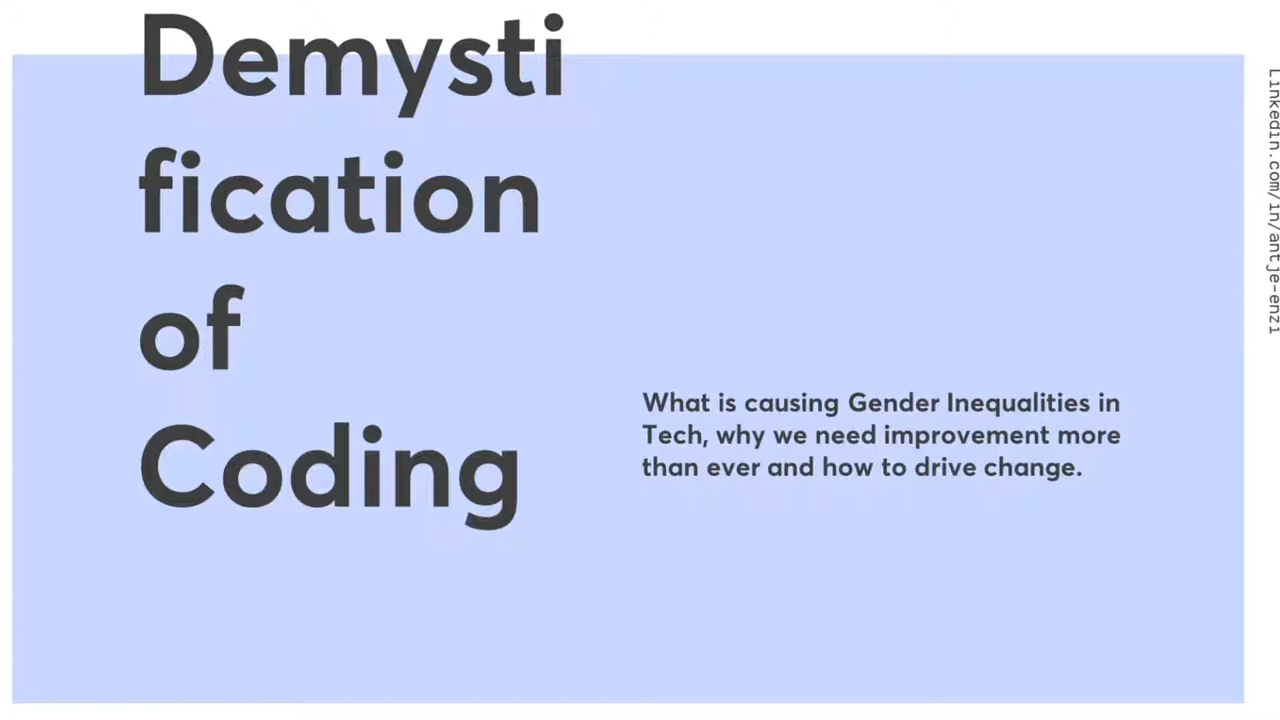 Demysti
fication
of
Coding
What is causing Gender Inequalities in
Tech, why we need improvement more
than ever and how to drive change.
Linkedin.com/in/antje-enzi